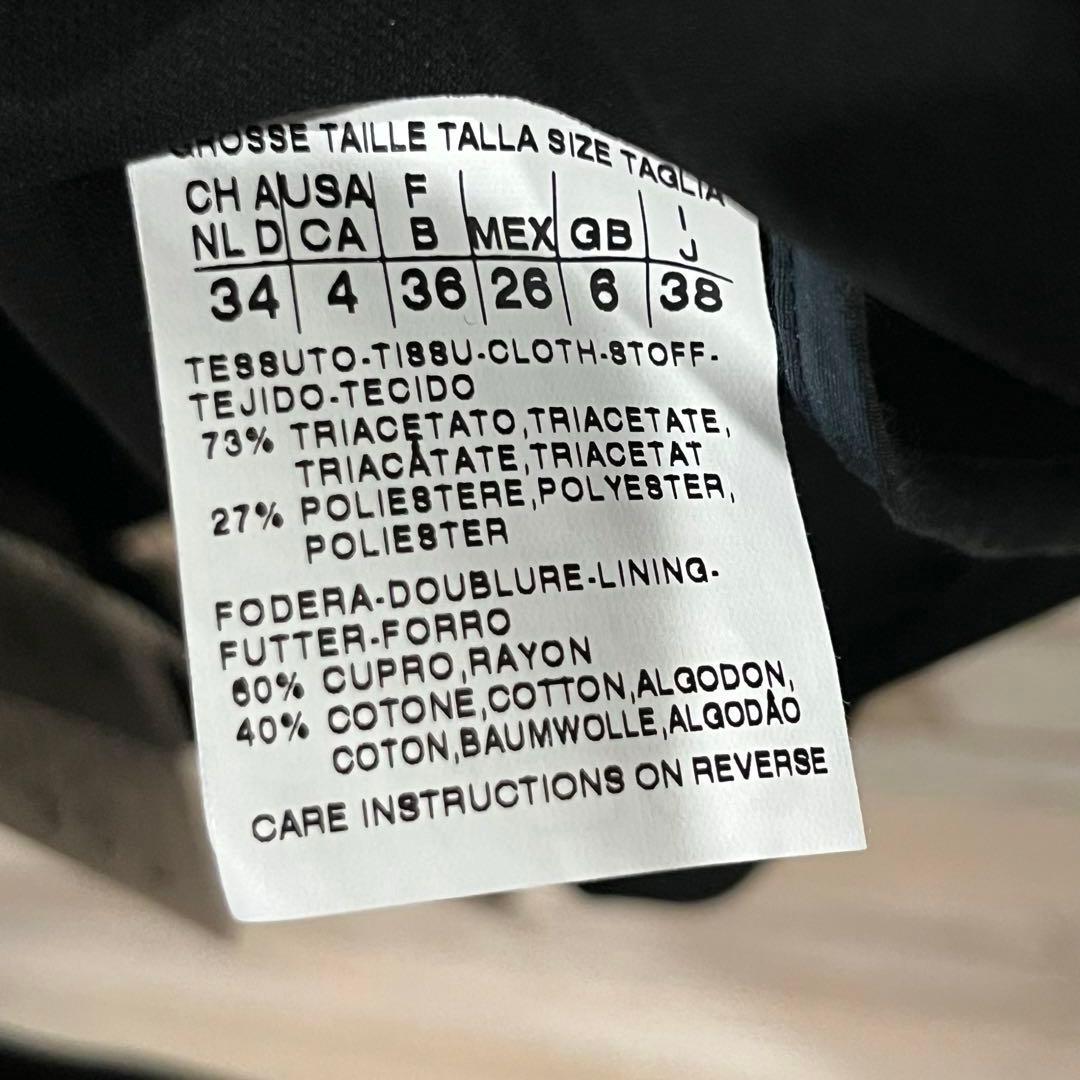 GROSSE TAILLE TALLA SIZE TAGLIA
CH A USA F I
NL D CA B MEX GB J
34 4 36 26 6 38
TESSUTO-TISSU-CLOTH-STOFF-
TEJIDO-TECIDO
73% TRIACETATO,TRIACETATE,
TRIACÅTATE,TRIACETAT
27% POLIESTERE,POLYESTER,
POLIESTER
FODERA-DOUBLURE-LINING-
FUTTER-FORRO
60% CUPRO,RAYON
40% COTONE,COTTON,ALGODON,
COTON,BAUMWOLLE,ALGODÅO
CARE INSTRUCTIONS ON REVERSE